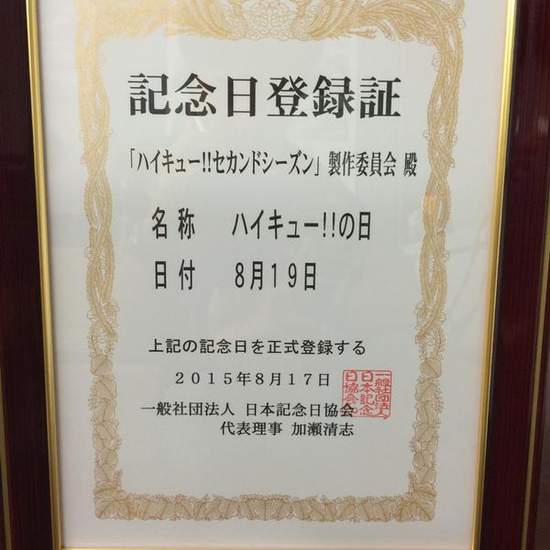 記念日登録証
「ハイキュー!!セカンドシーズン」製作委員会 殿
名称 ハイキュー!!の日
日付 8月19日
上記の記念日を正式登録する
2015年8月17日
一般社団法人 日本記念日協会
代表理事 加瀬清志